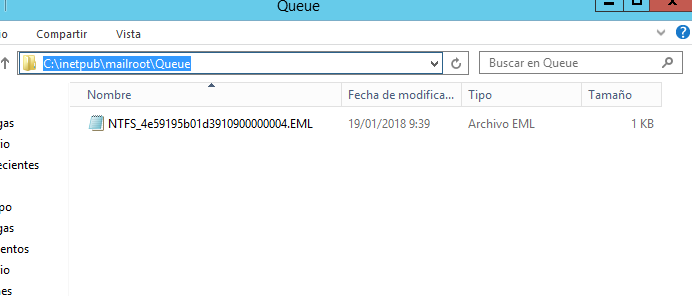 Queue
io
Compartir
Vista
C:\inetpub\mailroot\Queue
Buscar en Queue
Nombre
Fecha de modifica...
Tipo
Tamaño
gas
io
ecientes
po
gas
entos
io
nes
NTFS_4e59195b01d3910900000004.EML
19/01/2018 9:39
Archivo EML
1 KB